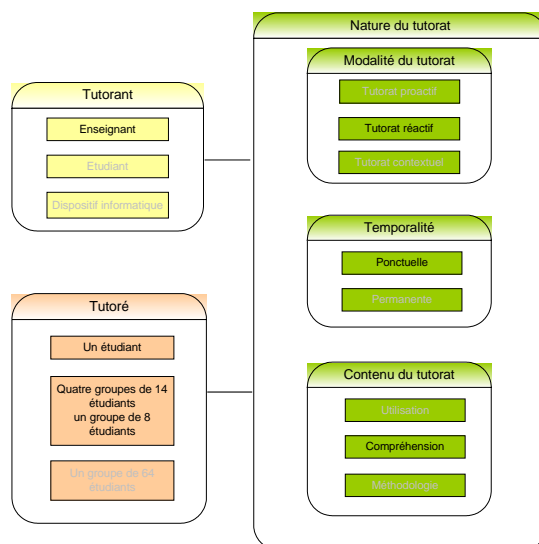 Nature du tutorat
Modalité du tutorat
Tutorat proactif
Tutorat réactif
Tutorat contextuel
Tutorant
Enseignant
Etudiant
Dispositif informatique
Temporalité
Ponctuelle
Permanente
Tutoré
Un étudiant
Quatre groupes de 14
étudiants
un groupe de 8
étudiants
Un groupe de 64
étudiants
Contenu du tutorat
Utilisation
Compréhension
Méthodologie